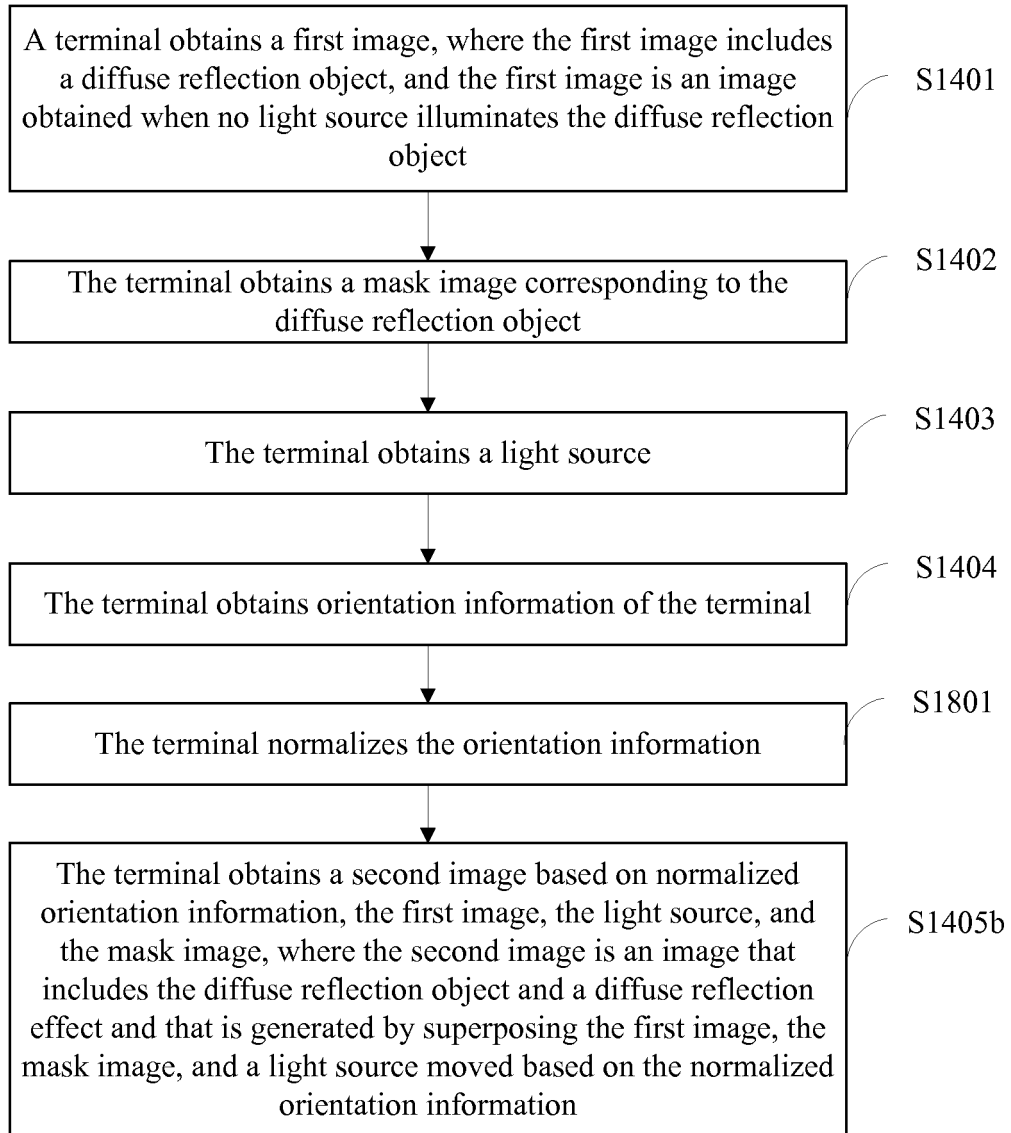 A terminal obtains a first image, where the first image includes
a diffuse reflection object, and the first image is an image
obtained when no light source illuminates the diffuse reflection
object
S1401
The terminal obtains a mask image corresponding to the
diffuse reflection object
S1402
The terminal obtains a light source
S1403
The terminal obtains orientation information of the terminal
S1404
The terminal normalizes the orientation information
S1801
The terminal obtains a second image based on normalized
orientation information, the first image, the light source, and
the mask image, where the second image is an image that
includes the diffuse reflection object and a diffuse reflection
effect and that is generated by superposing the first image, the
mask image, and a light source moved based on the normalized
orientation information
S1405b